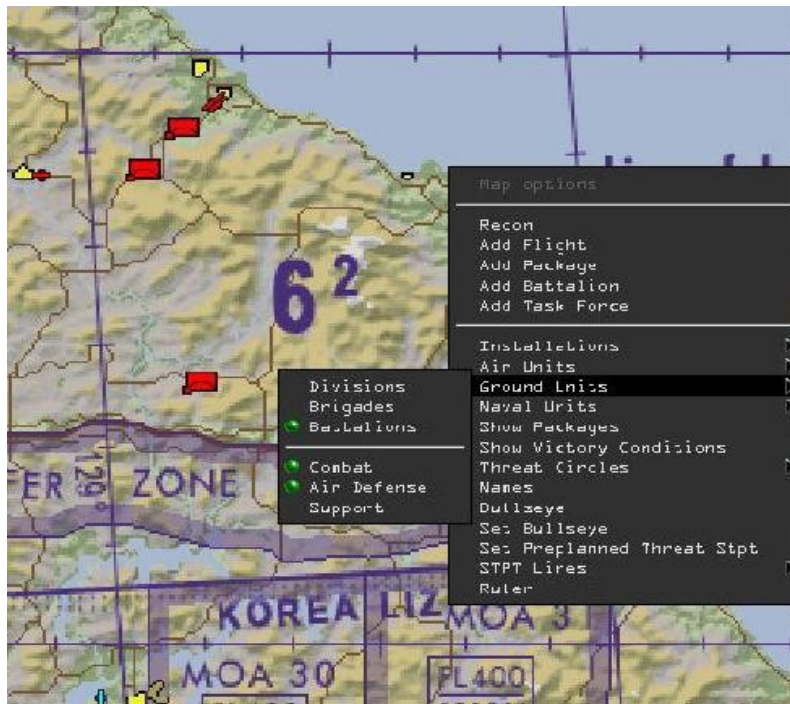 Map options
Recon
Add Flight
Add Package
Add Battalion
Add Task Force
Installations
Air Units
Ground Units
Naval Units
Show Packages
Show Victory Conditions
Threat Circles
Names
Bullseye
Set Bullseye
Set Preplanned Threat Stpt
STPT Lines
Ruler
Divisions
Brigades
Battalions
Combat
Air Defense
Support
6 2
ER ZONE
129°
KOREA LIZ
MOA 3
MOA 30
FL400